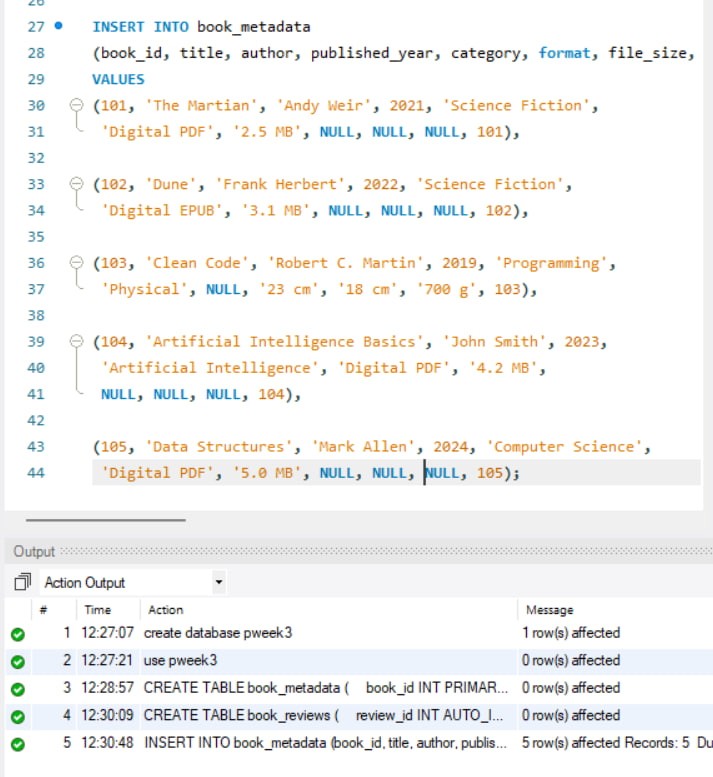 26
27 INSERT INTO book_metadata
28 (book_id, title, author, published_year, category, format, file_size,
29 VALUES
30 (101, 'The Martian', 'Andy Weir', 2021, 'Science Fiction',
31 'Digital PDF', '2.5 MB', NULL, NULL, NULL, 101),
32
33 (102, 'Dune', 'Frank Herbert', 2022, 'Science Fiction',
34 'Digital EPUB', '3.1 MB', NULL, NULL, NULL, 102),
35
36 (103, 'Clean Code', 'Robert C. Martin', 2019, 'Programming',
37 'Physical', NULL, '23 cm', '18 cm', '700 g', 103),
38
39 (104, 'Artificial Intelligence Basics', 'John Smith', 2023,
40 'Artificial Intelligence', 'Digital PDF', '4.2 MB',
41 NULL, NULL, NULL, 104),
42
43 (105, 'Data Structures', 'Mark Allen', 2024, 'Computer Science',
44 'Digital PDF', '5.0 MB', NULL, NULL, NULL, 105);
Output
Action Output
# Time Action Message
1 12:27:07 create database pweek3 1 row(s) affected
2 12:27:21 use pweek3 0 row(s) affected
3 12:28:57 CREATE TABLE book_metadata ( book_id INT PRIMAR... 0 row(s) affected
4 12:30:09 CREATE TABLE book_reviews ( review_id INT AUTO_I... 0 row(s) affected
5 12:30:48 INSERT INTO book_metadata (book_id, title, author, publis... 5 row(s) affected Records: 5 Du